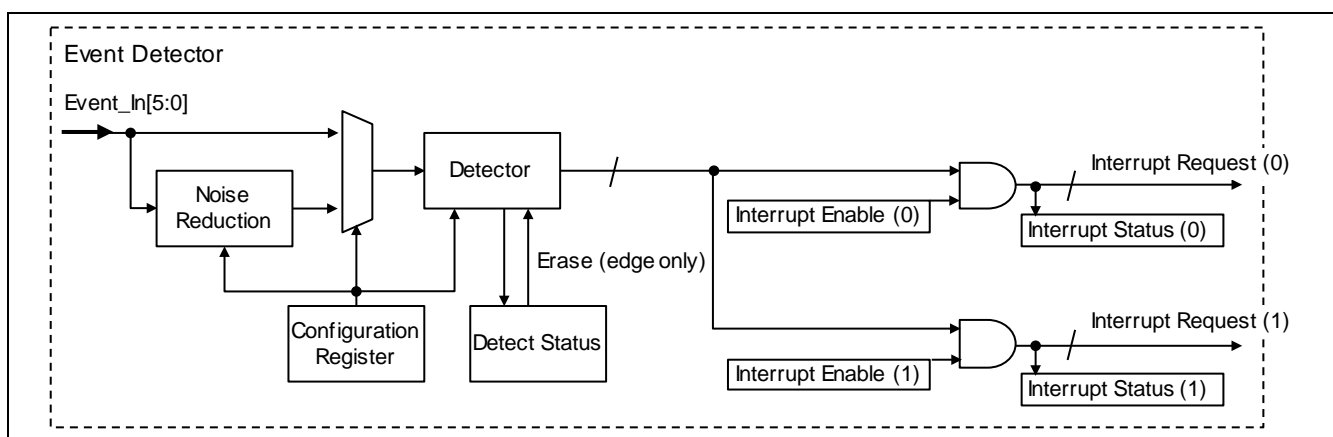 Event Detector
Event_In[5:0]
Noise
Reduction
Detector
Interrupt Request (0)
Interrupt Enable (0)
Interrupt Status (0)
Erase (edge only)
Configuration
Register
Detect Status
Interrupt Request (1)
Interrupt Enable (1)
Interrupt Status (1)